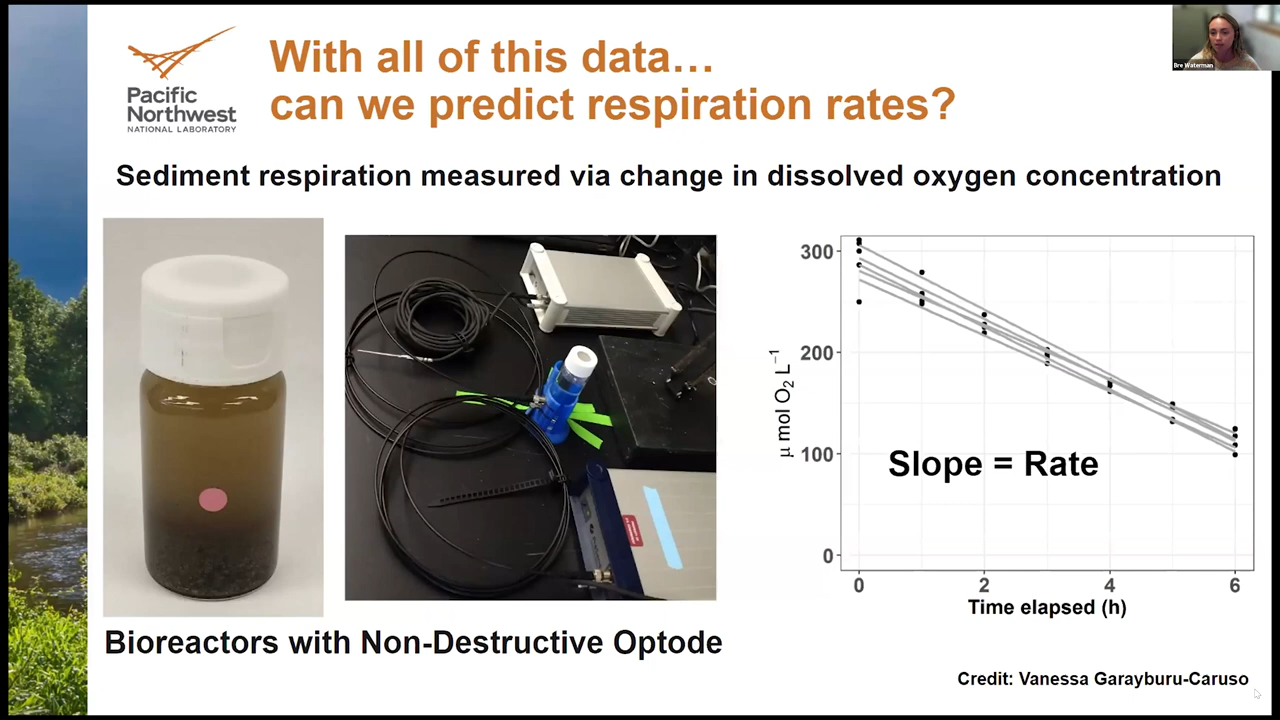 Pacific
Northwest
NATIONAL LABORATORY
With all of this data…
can we predict respiration rates?
Bre Waterman
Sediment respiration measured via change in dissolved oxygen concentration
300
200
100
0
μ mol O₂ L⁻¹
Slope = Rate
0 2 4 6
Time elapsed (h)
Bioreactors with Non-Destructive Optode
Credit: Vanessa Garayburu-Caruso